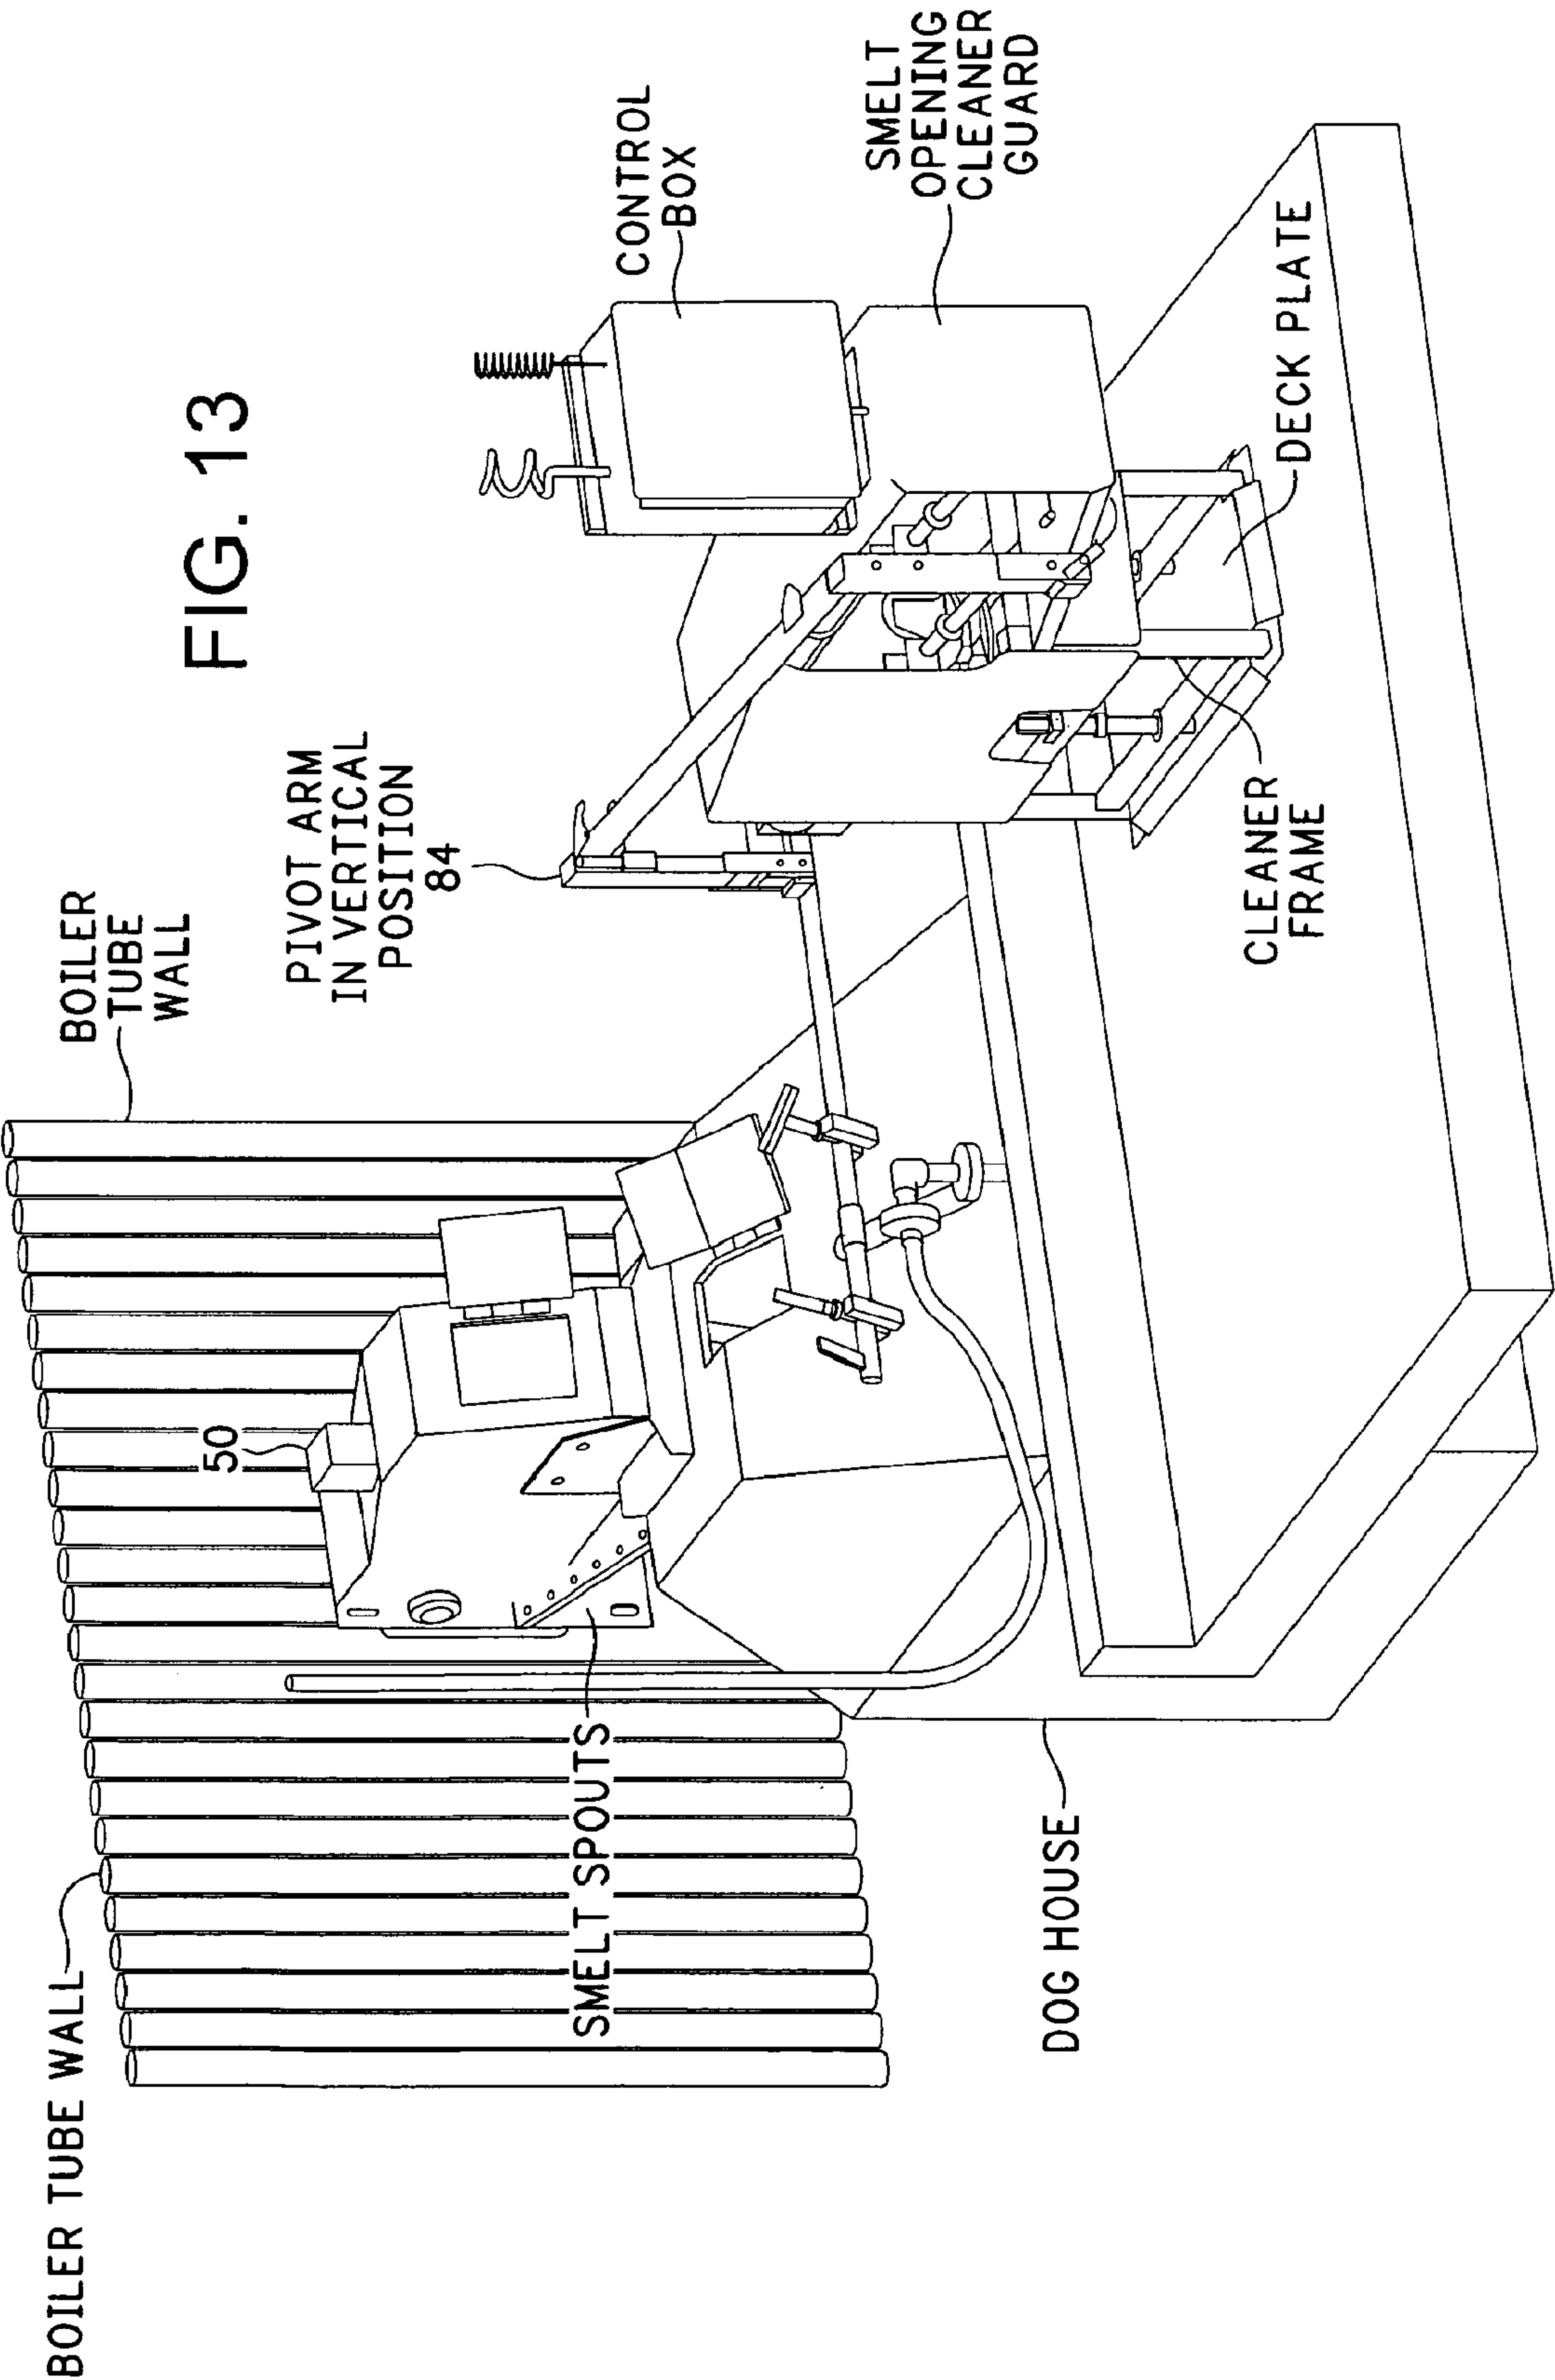 FIG. 13
BOILER TUBE WALL
BOILER
TUBE
WALL
50
PIVOT ARM
IN VERTICAL
POSITION
84
CONTROL
BOX
SMELT
OPENING
CLEANER
GUARD
SMELT SPOUTS
DOG HOUSE
CLEANER
FRAME
DECK PLATE